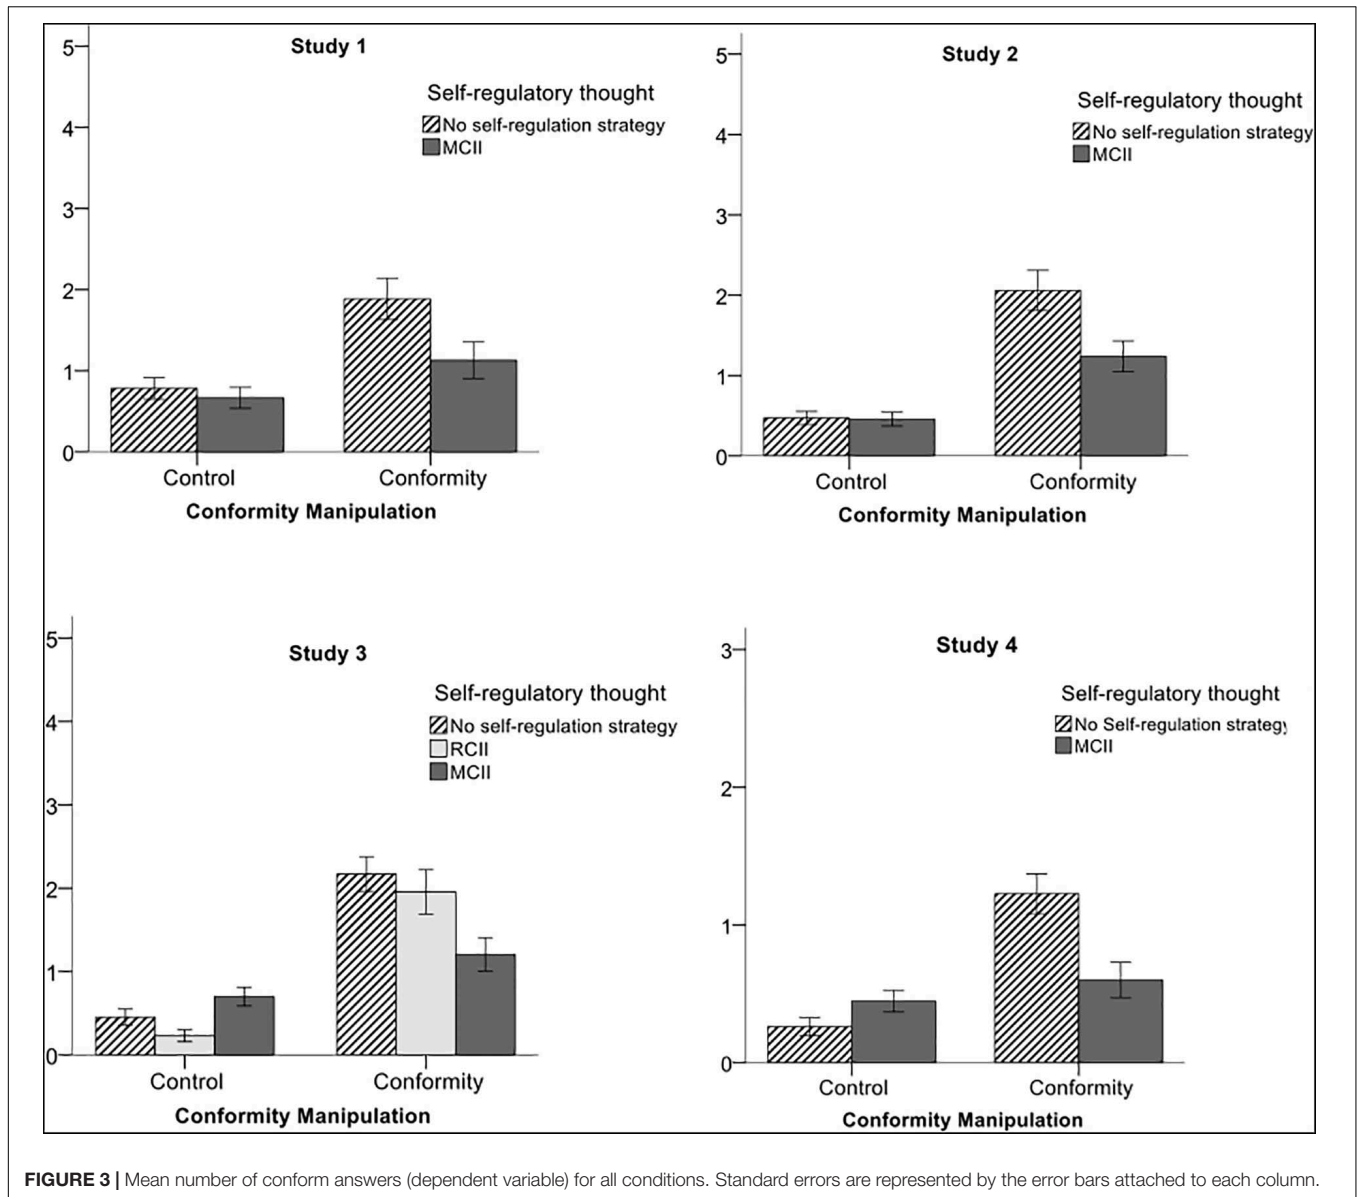 Study 1
5
4
3
2
1
0
Self-regulatory thought
No self-regulation strategy
MCII
Control Conformity
Conformity Manipulation
Study 2
5
4
3
2
1
0
Self-regulatory thought
No self-regulation strategy
MCII
Control Conformity
Conformity Manipulation
Study 3
5
4
3
2
1
0
Self-regulatory thought
No self-regulation strategy
RCII
MCII
Control Conformity
Conformity Manipulation
Study 4
3
2
1
0
Self-regulatory thought
No Self-regulation strategy
MCII
Control Conformity
Conformity Manipulation
FIGURE 3 | Mean number of conform answers (dependent variable) for all conditions. Standard errors are represented by the error bars attached to each column.